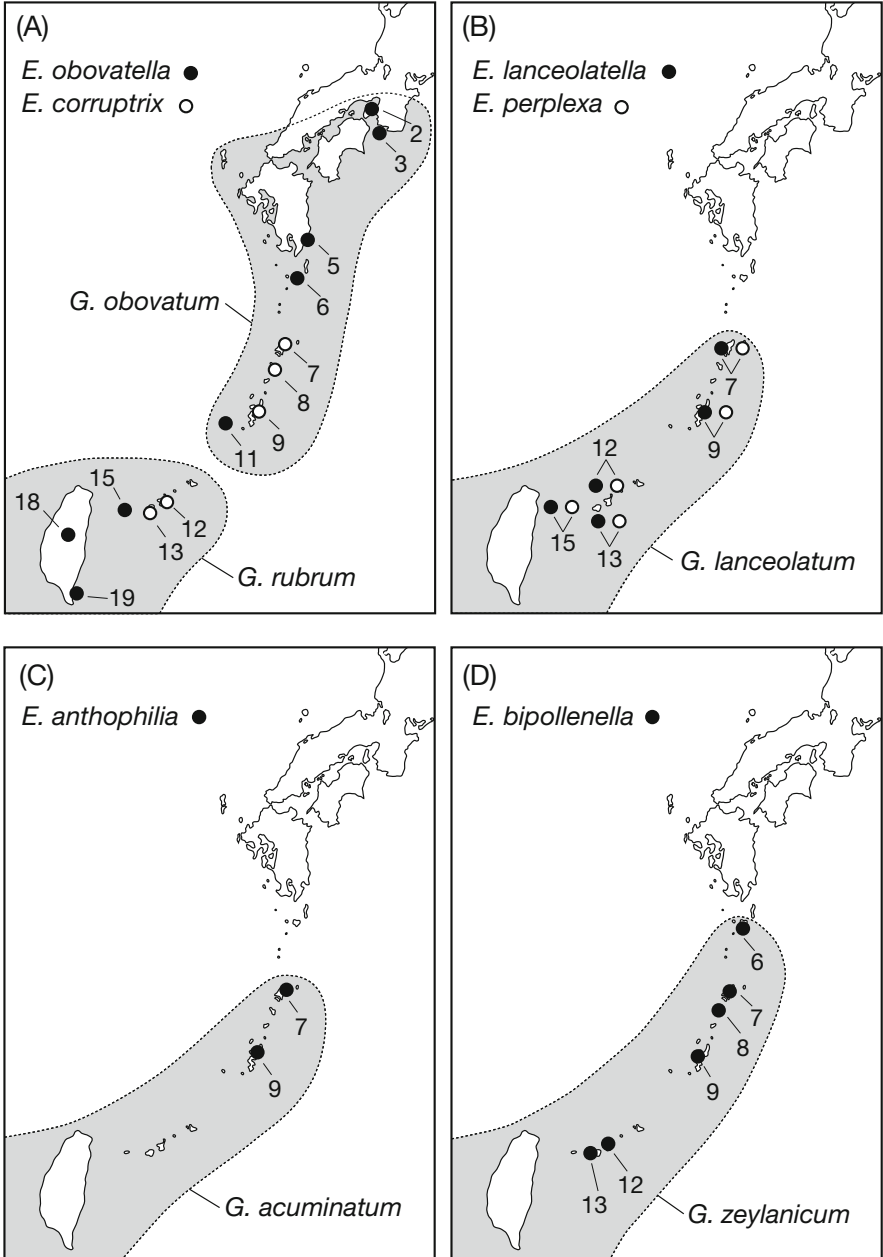 (A)
E. obovatella
E. corruptrix
2
3
5
G. obovatum
6
7
8
9
11
15
18
12
13
G. rubrum
19
(B)
E. lanceolatella
E. perplexa
7
9
12
15
13
G. lanceolatum
(C)
E. anthophilia
7
9
G. acuminatum
(D)
E. bipollenella
6
7
8
9
12
13
G. zeylanicum